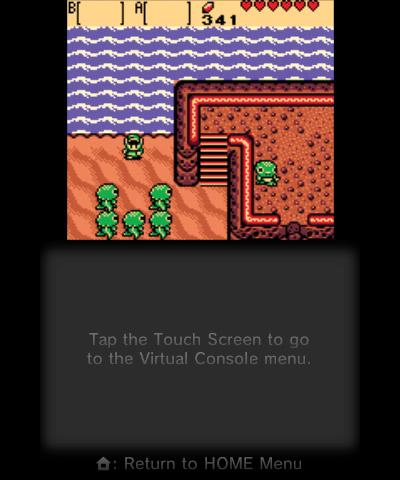 B[ ] A[ ] 341
Tap the Touch Screen to go
to the Virtual Console menu.
: Return to HOME Menu